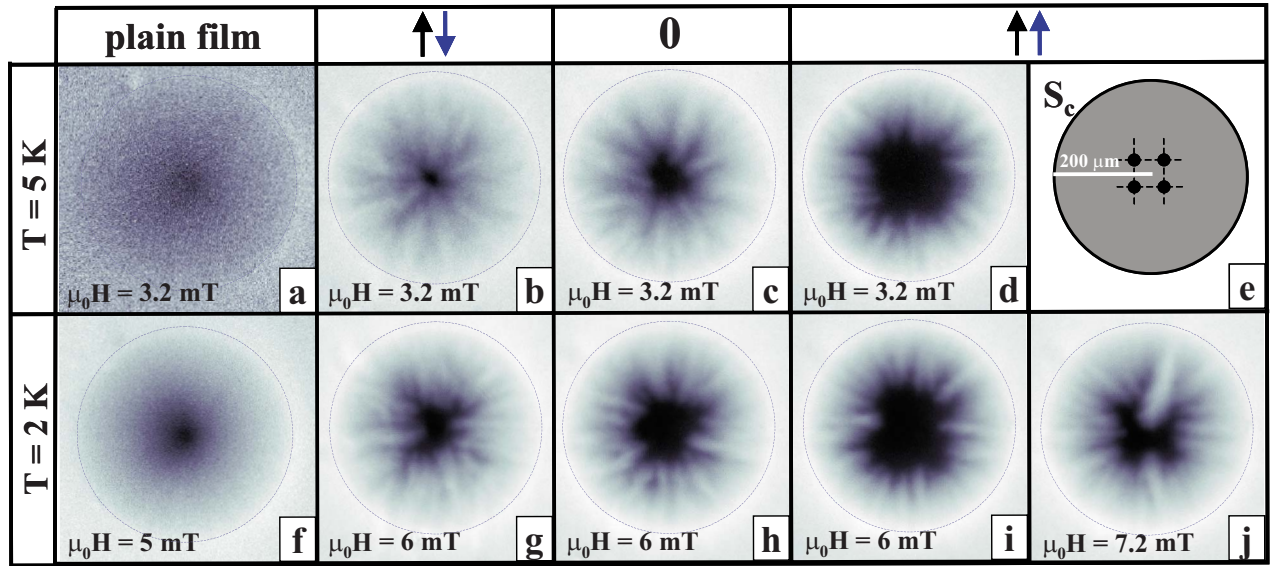 plain film
0
T = 5 K
μ₀H = 3.2 mT
a
μ₀H = 3.2 mT
b
μ₀H = 3.2 mT
c
μ₀H = 3.2 mT
d
S_c
200 μm
e
T = 2 K
μ₀H = 5 mT
f
μ₀H = 6 mT
g
μ₀H = 6 mT
h
μ₀H = 6 mT
i
μ₀H = 7.2 mT
j